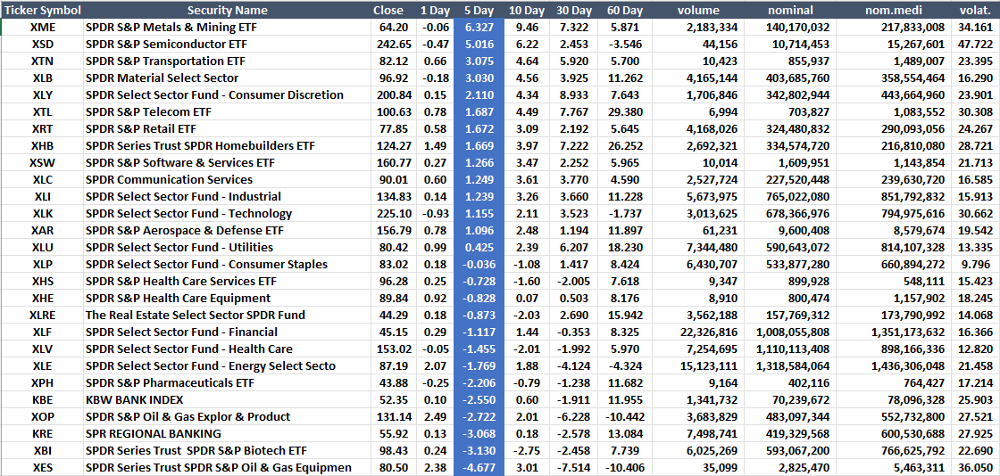 Ticker Symbol Security Name Close 1 Day 5 Day 10 Day 30 Day 60 Day volume nominal nom.medi volat.
XME SPDR S&P Metals & Mining ETF 64.20 -0.06 6.327 9.46 7.322 5.871 2,183,334 140,170,032 217,833,008 34.161
XSD SPDR S&P Semiconductor ETF 242.65 -0.47 5.016 6.22 2.453 -3.546 44,156 10,714,453 15,267,601 47.722
XTN SPDR S&P Transportation ETF 82.12 0.66 3.075 4.64 5.920 5.700 10,423 855,937 1,489,007 23.395
XLB SPDR Material Select Sector 96.92 -0.18 3.030 4.56 3.925 11.262 4,165,144 403,685,760 358,554,464 16.290
XLY SPDR Select Sector Fund - Consumer Discretion 200.84 0.15 2.110 4.34 8.933 7.643 1,706,846 342,802,944 443,664,960 23.901
XTL SPDR S&P Telecom ETF 100.63 0.78 1.687 4.49 7.767 29.380 6,994 703,827 1,083,552 30.308
XRT SPDR S&P Retail ETF 77.85 0.58 1.672 3.09 2.192 5.645 4,168,026 324,480,832 290,093,056 24.267
XHB SPDR Series Trust SPDR Homebuilders ETF 124.27 1.49 1.669 3.97 7.222 26.252 2,692,321 334,574,720 216,810,080 28.721
XSW SPDR S&P Software & Services ETF 160.77 0.27 1.266 3.47 2.252 5.965 10,014 1,609,951 1,143,854 21.713
XLC SPDR Communication Services 90.01 0.60 1.249 3.61 3.770 4.590 2,527,724 227,520,448 239,630,720 16.585
XLI SPDR Select Sector Fund - Industrial 134.83 0.14 1.239 3.26 3.660 11.228 5,673,975 765,022,080 851,792,832 15.913
XLK SPDR Select Sector Fund - Technology 225.10 -0.93 1.155 2.11 3.523 -1.737 3,013,625 678,366,976 794,975,616 30.662
XAR SPDR S&P Aerospace & Defense ETF 156.79 0.78 1.096 2.48 1.194 11.897 61,231 9,600,408 8,579,674 19.542
XLU SPDR Select Sector Fund - Utilities 80.42 0.99 0.425 2.39 6.207 18.230 7,344,480 590,643,072 814,107,328 13.335
XLP SPDR Select Sector Fund - Consumer Staples 83.02 0.18 -0.036 -1.08 1.417 8.424 6,430,707 533,877,280 660,894,272 9.796
XHS SPDR S&P Health Care Services ETF 96.28 0.25 -0.728 -1.60 -2.005 7.618 9,347 899,928 548,111 15.423
XHE SPDR S&P Health Care Equipment 89.84 0.92 -0.828 0.07 0.503 8.176 8,910 800,474 1,157,902 18.245
XLRE The Real Estate Select Sector SPDR Fund 44.29 0.18 -0.873 -2.03 2.690 15.942 3,562,188 157,769,312 173,790,992 14.068
XLF SPDR Select Sector Fund - Financial 45.15 0.29 -1.117 1.44 -0.353 8.325 22,326,816 1,008,055,808 1,351,173,632 16.366
XLV SPDR Select Sector Fund - Health Care 153.02 -0.05 -1.455 -2.01 -1.992 5.970 7,254,695 1,110,113,408 898,166,336 12.820
XLE SPDR Select Sector Fund - Energy Select Secto 87.19 2.07 -1.769 1.88 -4.124 -4.324 15,123,111 1,318,584,064 1,436,306,048 21.458
XPH SPDR S&P Pharmaceuticals ETF 43.88 -0.25 -2.206 -0.79 -1.238 11.682 9,164 402,116 764,427 17.214
KBE KBW BANK INDEX 52.35 0.10 -2.550 0.60 -1.911 11.955 1,341,732 70,239,672 78,096,328 25.903
XOP SPDR S&P Oil & Gas Explor & Product 131.14 2.49 -2.722 2.01 -6.228 -10.442 3,683,829 483,097,344 552,732,800 27.521
KRE SPR REGIONAL BANKING 55.92 0.13 -3.068 0.18 -2.578 13.084 7,498,741 419,329,568 600,530,688 27.925
XBI SPDR Series Trust SPDR S&P Biotech ETF 98.43 0.24 -3.130 -2.75 -2.458 7.739 6,025,269 593,067,200 766,625,792 22.690
XES SPDR Series Trust SPDR S&P Oil & Gas Equipmen 80.50 2.38 -4.677 3.01 -7.514 -10.406 35,099 2,825,470 5,463,311 36.050